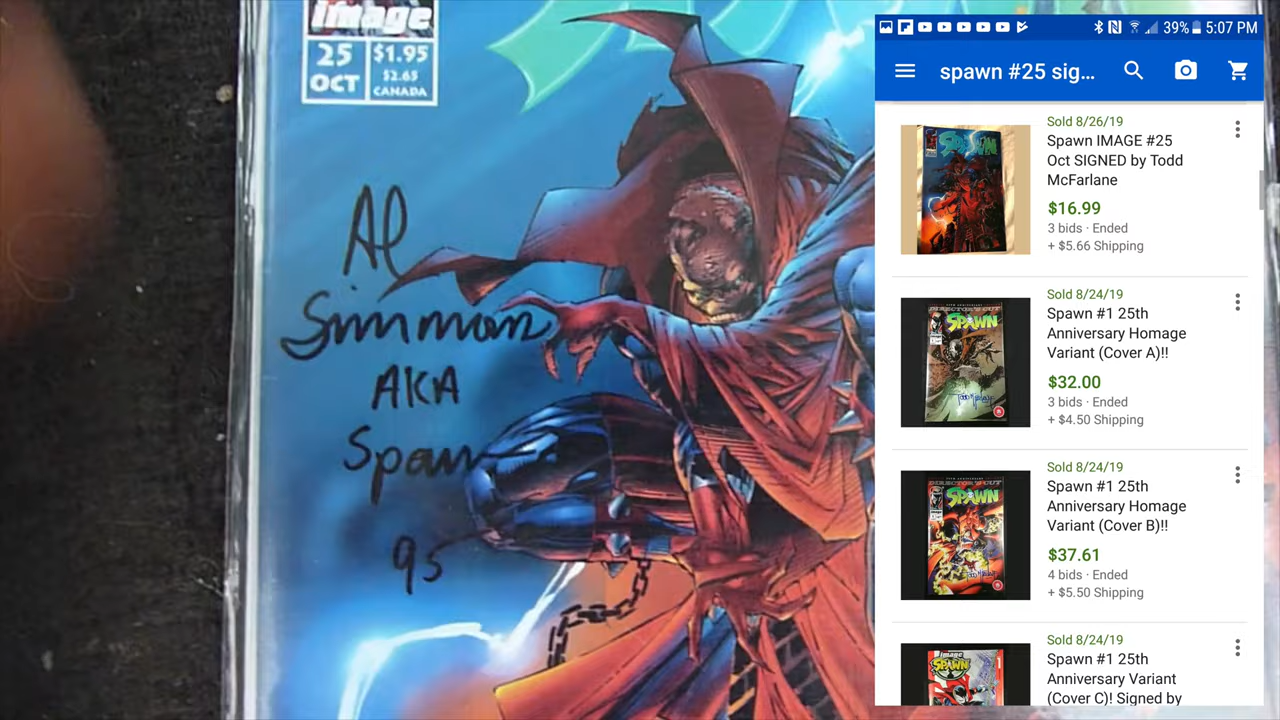 image
25
OCT
$1.95
$2.65
CANADA
Al
Simmons
AKA
Spawn
95
39% 5:07 PM
spawn #25 sig...
Sold 8/26/19
Spawn IMAGE #25
Oct SIGNED by Todd
McFarlane
$16.99
3 bids · Ended
+ $5.66 Shipping
Sold 8/24/19
Spawn #1 25th
Anniversary Homage
Variant (Cover A)!!
$32.00
3 bids · Ended
+ $4.50 Shipping
SPAWN
Sold 8/24/19
Spawn #1 25th
Anniversary Homage
Variant (Cover B)!!
$37.61
4 bids · Ended
+ $5.50 Shipping
SPAWN
Sold 8/24/19
Spawn #1 25th
Anniversary Variant
(Cover C)! Signed by
image
SPAWN